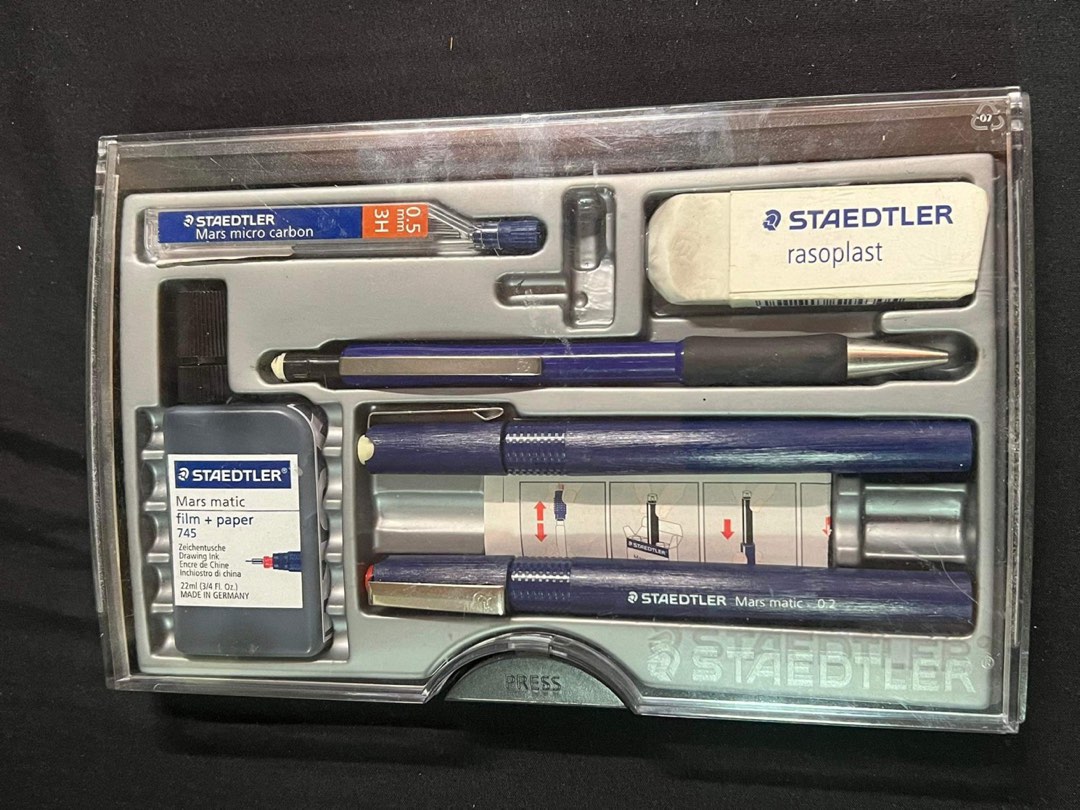 07
STAEDTLER
Mars micro carbon
0.5
mm
3H
STAEDTLER
rasoplast
STAEDTLER®
Mars matic
film + paper
745
Zeichentusche
Drawing Ink
Encre de Chine
Inchiostro di china
22ml (3/4 Fl. Oz.)
MADE IN GERMANY
STAEDTLER
STAEDTLER Mars matic 0.2
STAEDTLER®
PRESS